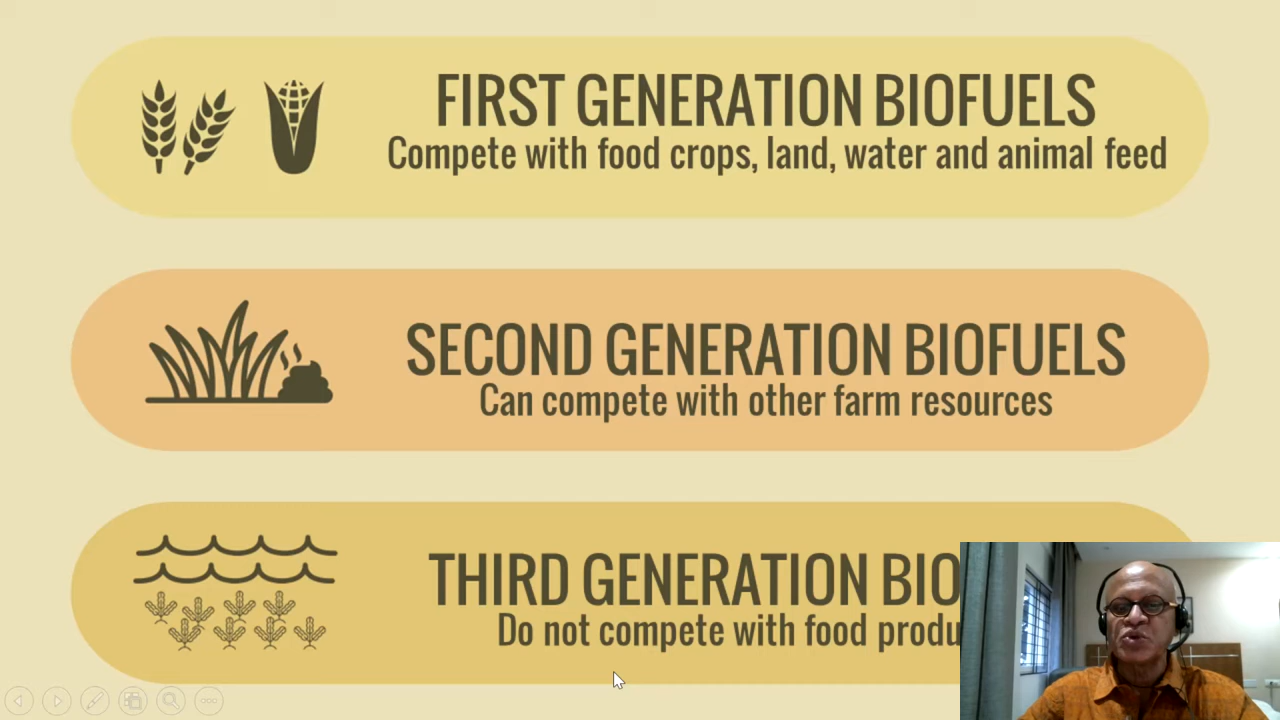 FIRST GENERATION BIOFUELS
Compete with food crops, land, water and animal feed
SECOND GENERATION BIOFUELS
Can compete with other farm resources
THIRD GENERATION BIO
Do not compete with food produ